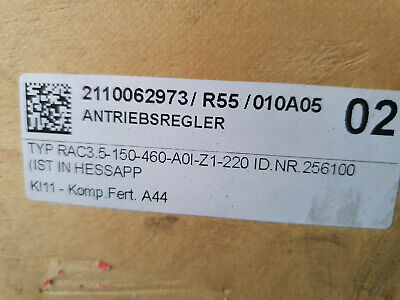 2110062973/ R55 /010A05 02
ANTRIEBSREGLER
TYP RAC3.5-150-460-A0I-Z1-220 ID.NR.256100
(IST IN HESSAPP
KI11 - Komp.Fert. A44